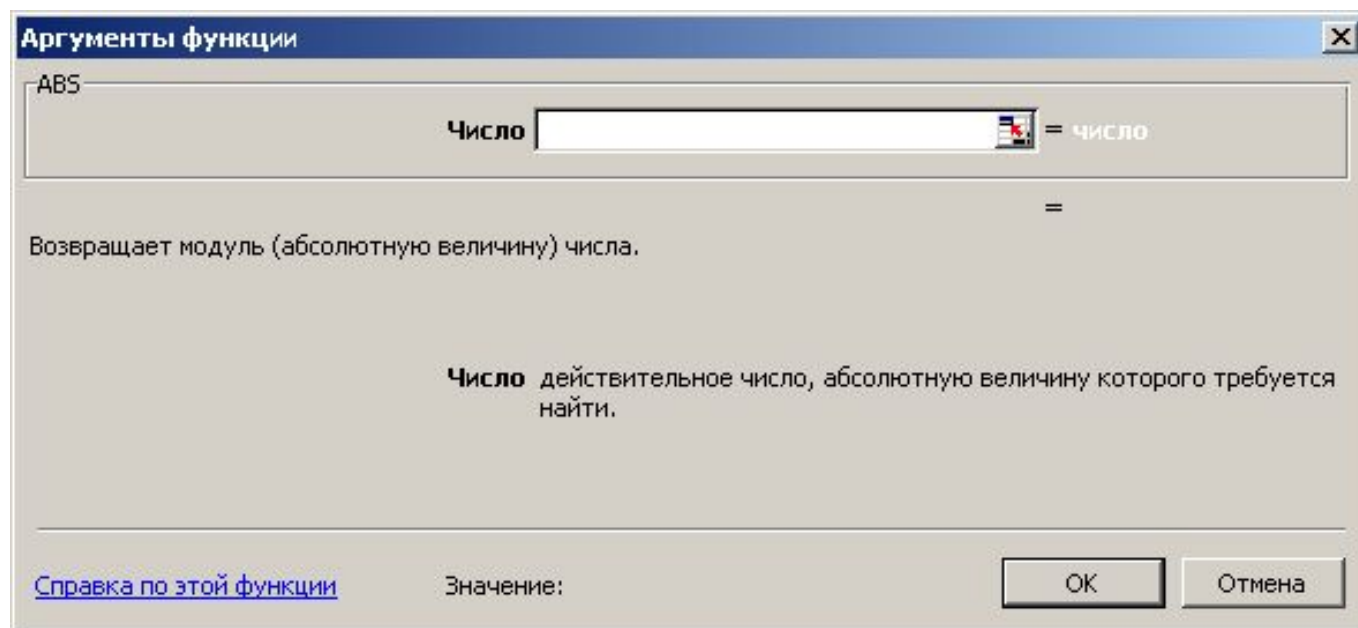 Аргументы функции
ABS
Число = число
=
Возвращает модуль (абсолютную величину) числа.
Число действительное число, абсолютную величину которого требуется
найти.
Справка по этой функции Значение: OK Отмена